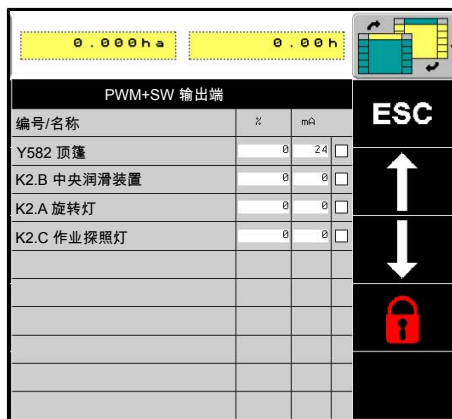 0.000ha 0.00h
PWM+SW 输出端
编号/名称 % mA
ESC
Y582 顶篷 0 24
K2.B 中央润滑装置 0 0
K2.A 旋转灯 0 0
K2.C 作业探照灯 0 0